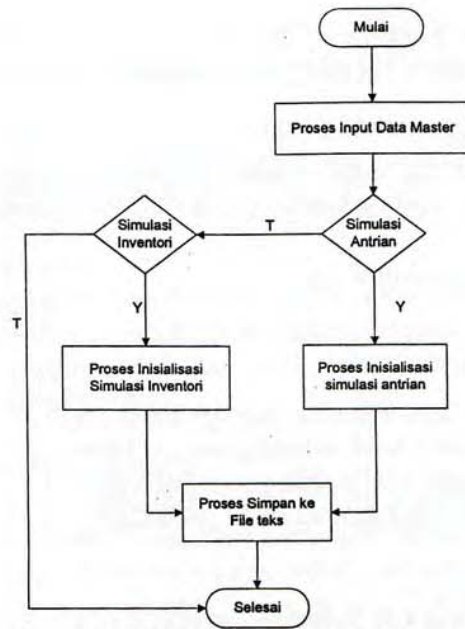 Mulai
Proses Input Data Master
Simulasi
Inventori
T
Simulasi
Antrian
T
Y
Y
Proses Inisialisasi
Simulasi Inventori
Proses Inisialisasi
simulasi antrian
Proses Simpan ke
File teks
Selesai